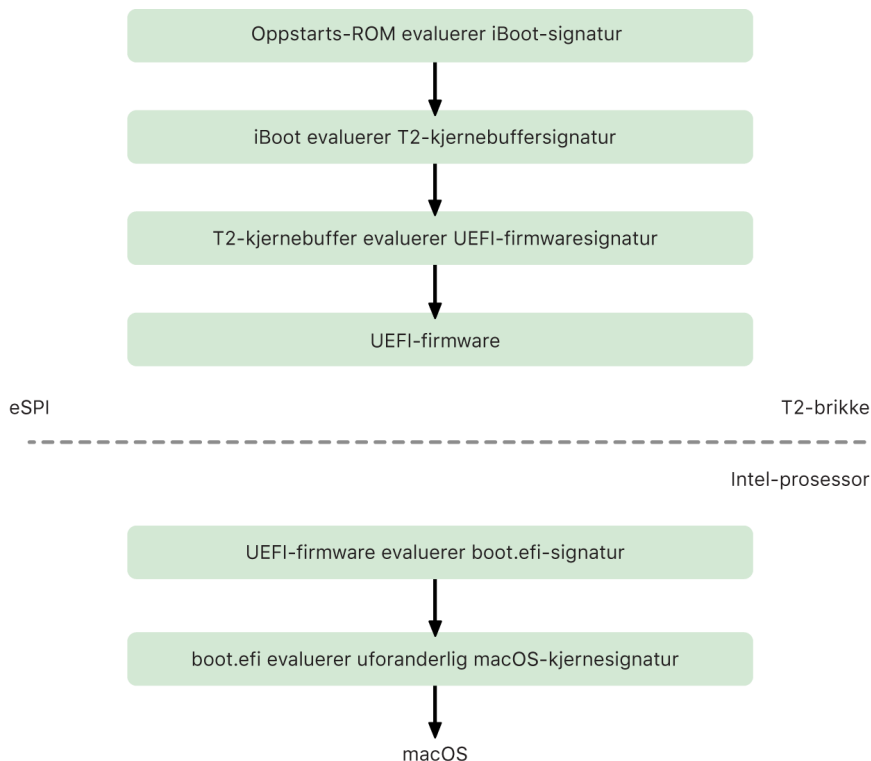 Oppstarts-ROM evaluerer iBoot-signatur
iBoot evaluerer T2-kjernebuffersignatur
T2-kjernebuffer evaluerer UEFI-firmwaresignatur
UEFI-firmware
eSPI
T2-brikke
Intel-prosessor
UEFI-firmware evaluerer boot.efi-signatur
boot.efi evaluerer uforanderlig macOS-kjernesignatur
macOS